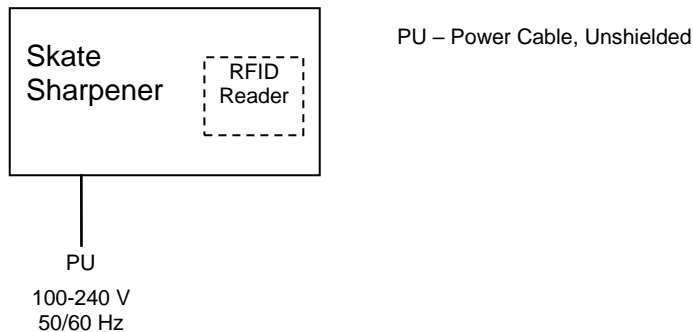 Skate
Sharpener
RFID
Reader
PU – Power Cable, Unshielded
PU
100-240 V
50/60 Hz